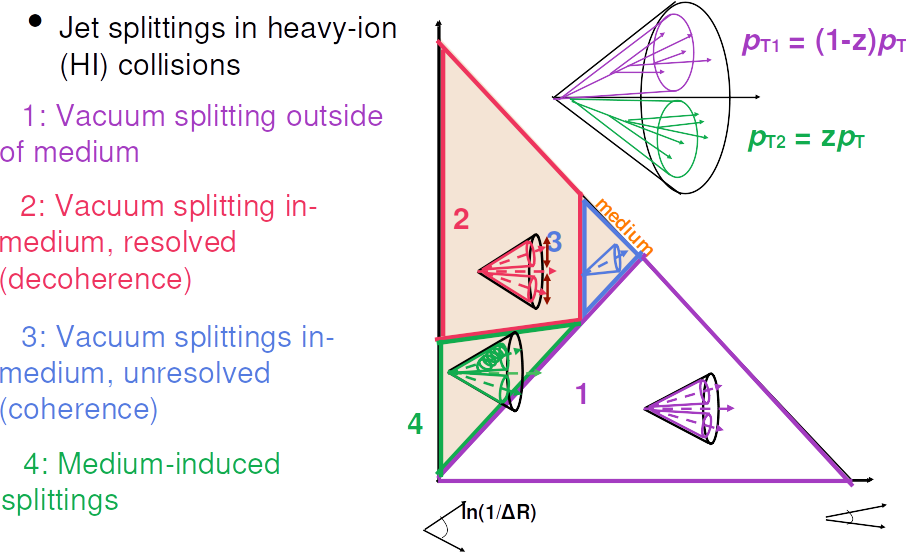 • Jet splittings in heavy-ion
(HI) collisions
1: Vacuum splitting outside
of medium
2: Vacuum splitting in-
medium, resolved
(decoherence)
3: Vacuum splittings in-
medium, unresolved
(coherence)
4: Medium-induced
splittings
pT1 = (1-z)pT
pT2 = zpT
medium
2
3
1
4
ln(1/ΔR)